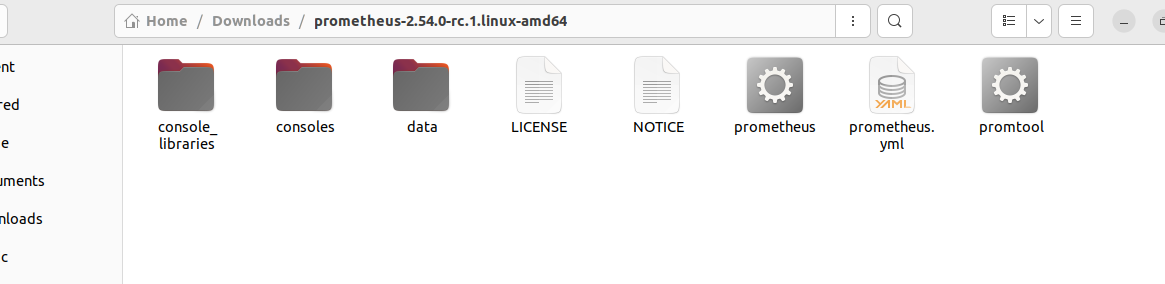 Home / Downloads / prometheus-2.54.0-rc.1.linux-amd64
nt
red
e
uments
nloads
c
console_
libraries
consoles
data
LICENSE
NOTICE
prometheus
YAML
prometheus.
yml
promtool